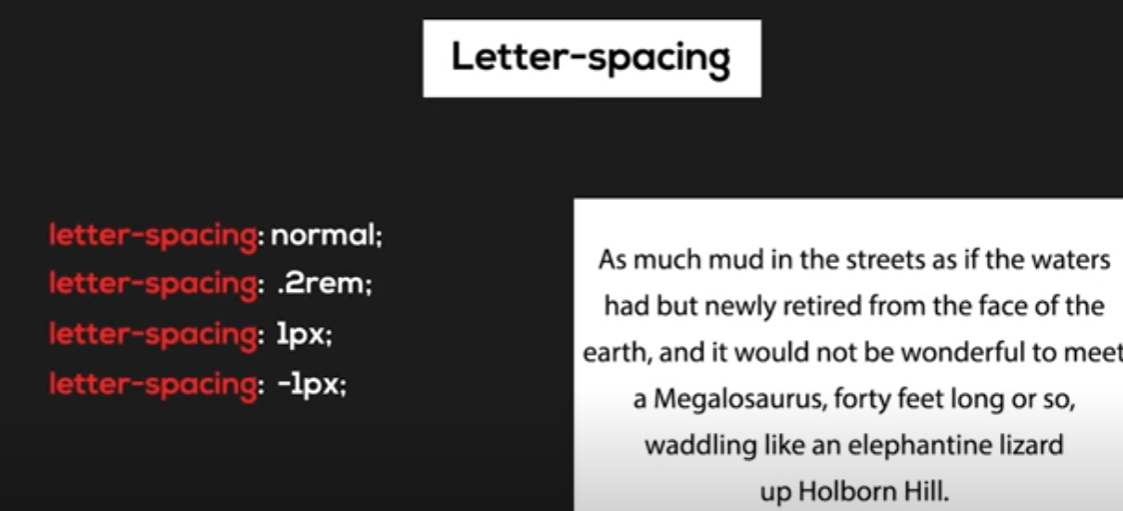 Letter-spacing
letter-spacing: normal;
letter-spacing: .2rem;
letter-spacing: 1px;
letter-spacing: -1px;
As much mud in the streets as if the waters
had but newly retired from the face of the
earth, and it would not be wonderful to meet
a Megalosaurus, forty feet long or so,
waddling like an elephantine lizard
up Holborn Hill.